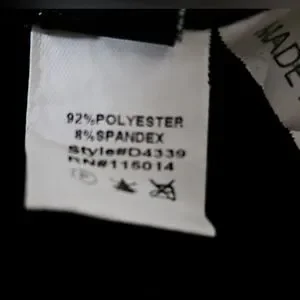 92%POLYESTER
8%SPANDEX
Style#D4339
RN#115014
MADE